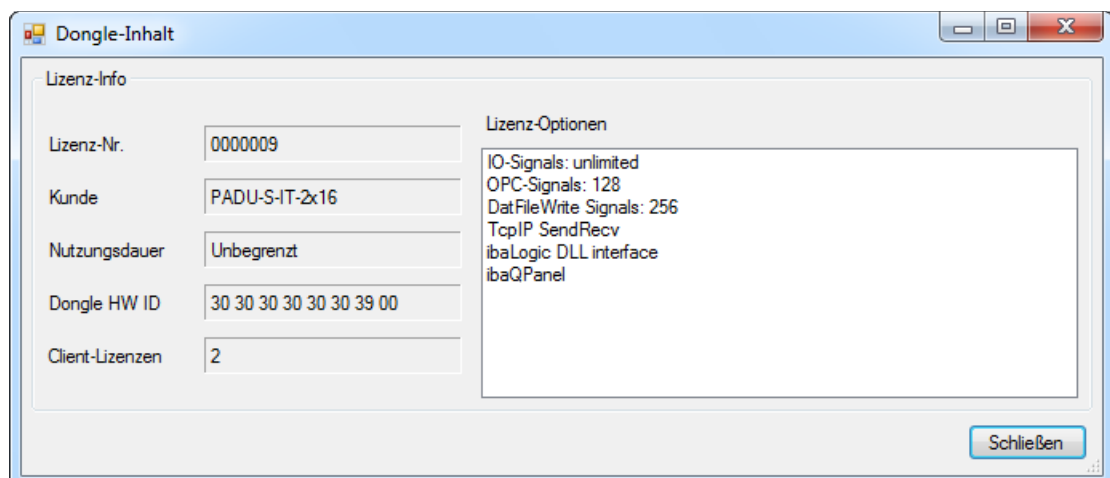 Dongle-Inhalt
Lizenz-Info
Lizenz-Nr.
0000009
Kunde
PADU-S-IT-2x16
Nutzungsdauer
Unbegrenzt
Dongle HW ID
30 30 30 30 30 30 39 00
Client-Lizenzen
2
Lizenz-Optionen
IO-Signals: unlimited
OPC-Signals: 128
DatFileWrite Signals: 256
TcpIP SendRecv
ibaLogic DLL interface
ibaQPanel
Schließen